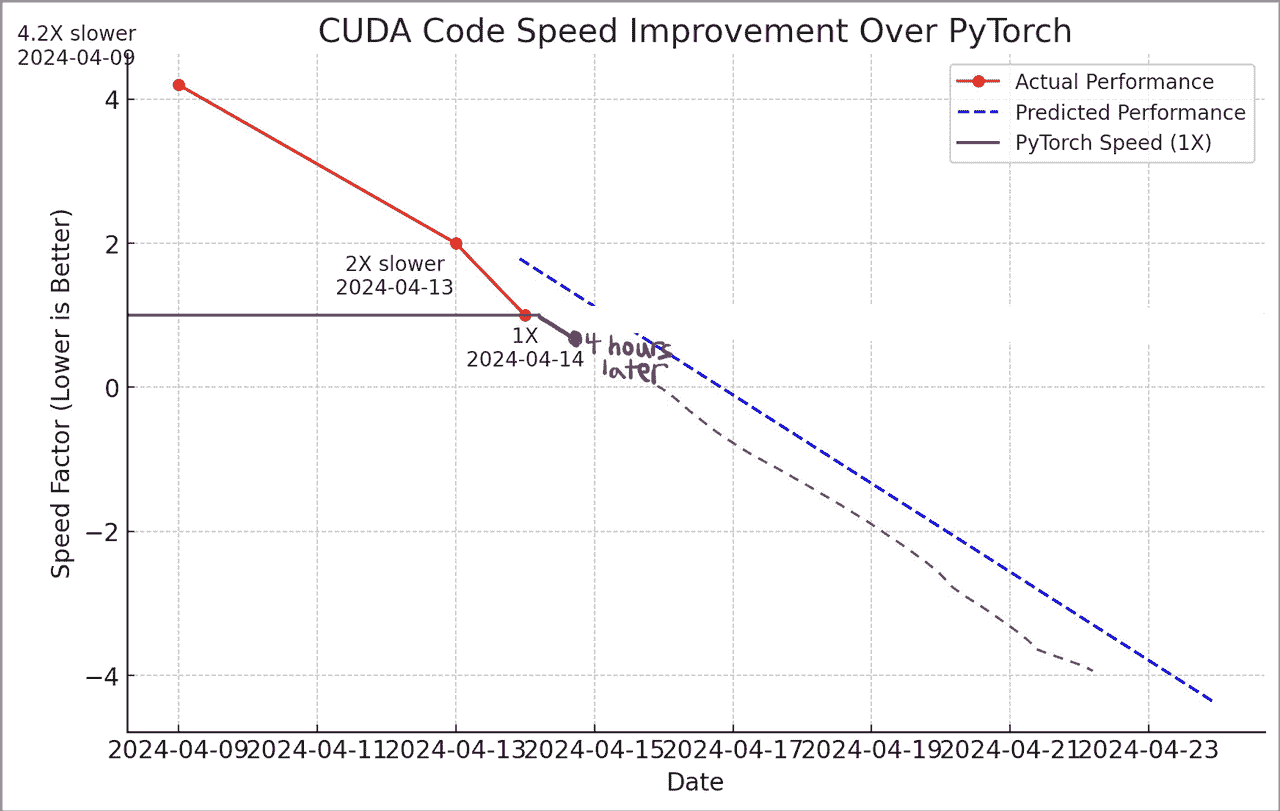 CUDA Code Speed Improvement Over PyTorch
4.2X slower
2024-04-09
Actual Performance
Predicted Performance
PyTorch Speed (1X)
4
2
0
−2
−4
Speed Factor (Lower is Better)
2X slower
2024-04-13
1X
2024-04-14
4 hours
later
2024-04-09
2024-04-11
2024-04-13
2024-04-15
2024-04-17
2024-04-19
2024-04-21
2024-04-23
Date